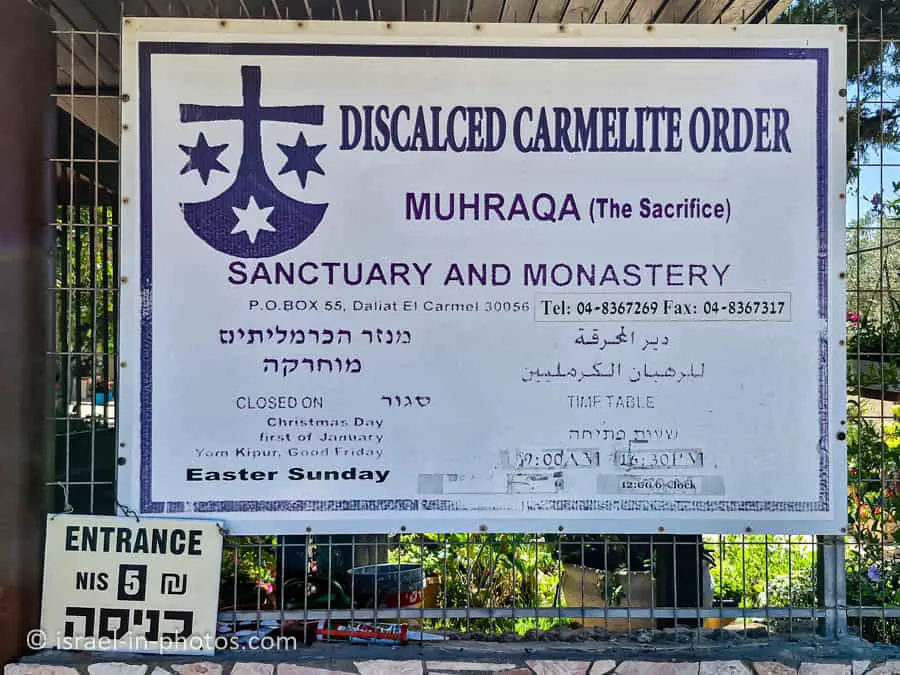 DISCALCED CARMELITE ORDER
MUHRAQA (The Sacrifice)
SANCTUARY AND MONASTERY
P.O.BOX 55, Daliat El Carmel 30056 Tel: 04-8367269 Fax: 04-8367317
מנזר הכרמליתים
מוחרקה
دير المحرقة
للرهبان الكرمليين
CLOSED ON סגור
Christmas Day
first of January
Yom Kipur, Good Friday
Easter Sunday
TIME TABLE
שעות פתיחה
9:00AM 16:30PM
12:00.0 Clock
ENTRANCE
NIS 5 ₪
כניסה
© israel-in-photos.com